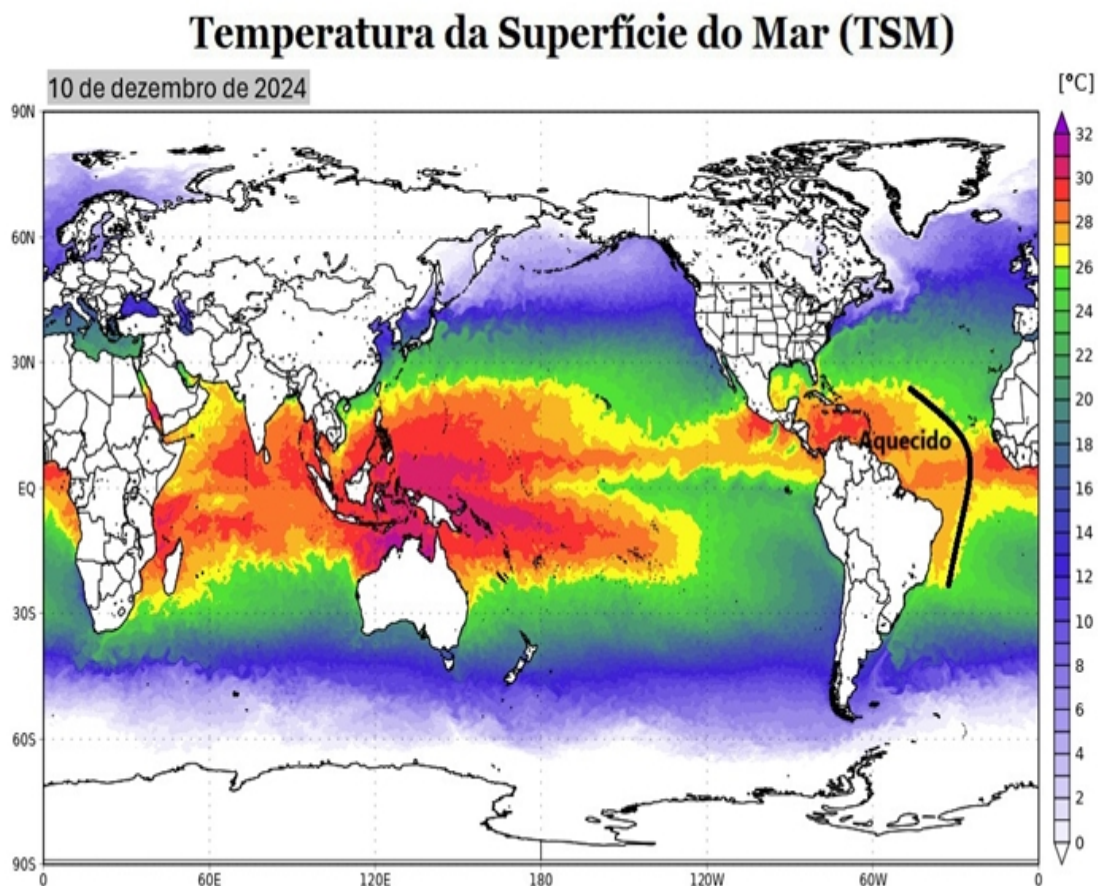 Temperatura da Superfície do Mar (TSM)
10 de dezembro de 2024
[°C]
90N
60N
30N
EQ
30S
60S
90S
Aquecido
32
30
28
26
24
22
20
18
16
14
12
10
8
6
4
2
0
0
60E
120E
180
120W
60W
0